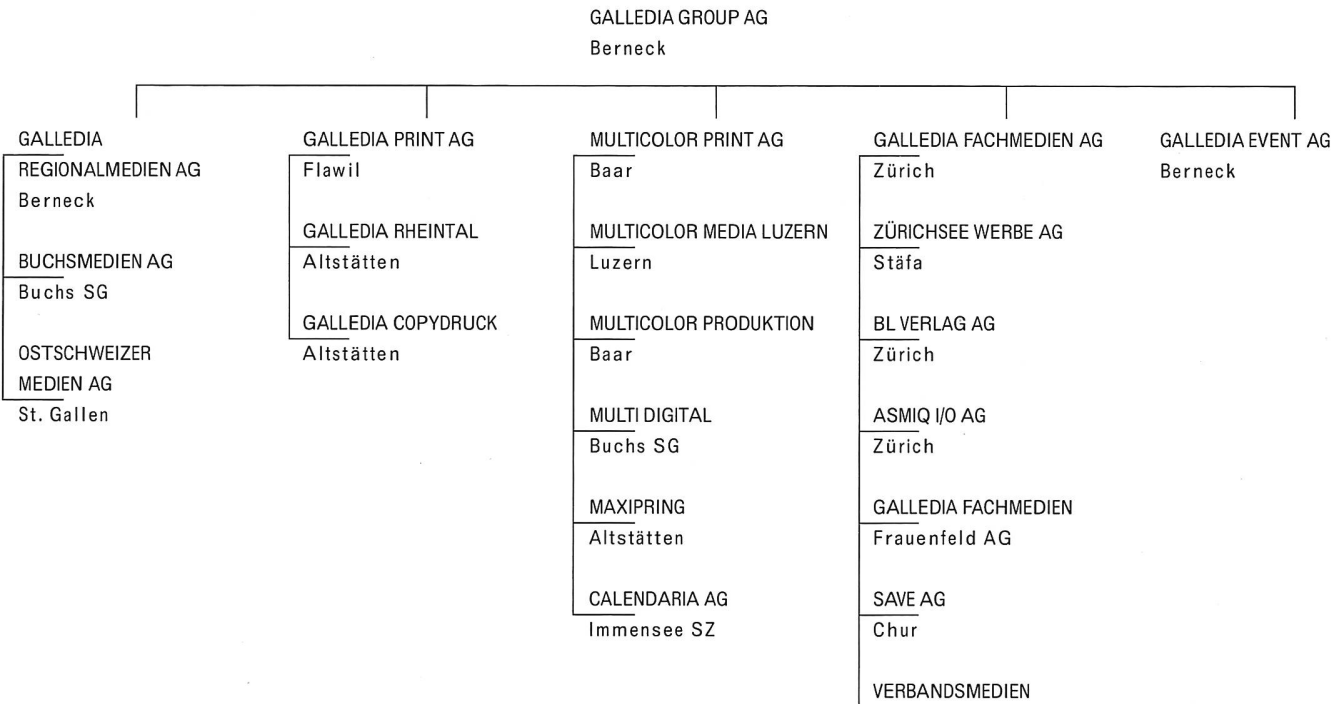 GALLEDIA GROUP AG
Berneck
GALLEDIA
REGIONALMEDIEN AG
Berneck
BUCHSMEDIEN AG
Buchs SG
OSTSCHWEIZER
MEDIEN AG
St. Gallen
GALLEDIA PRINT AG
Flawil
GALLEDIA RHEINTAL
Altstätten
GALLEDIA COPYDRUCK
Altstätten
MULTICOLOR PRINT AG
Baar
MULTICOLOR MEDIA LUZERN
Luzern
MULTICOLOR PRODUKTION
Baar
MULTI DIGITAL
Buchs SG
MAXIPRING
Altstätten
CALENDARIA AG
Immensee SZ
GALLEDIA FACHMEDIEN AG
Zürich
ZÜRICHSEE WERBE AG
Stäfa
BL VERLAG AG
Zürich
ASMIQ I/O AG
Zürich
GALLEDIA FACHMEDIEN
Frauenfeld AG
SAVE AG
Chur
VERBANDSMEDIEN
GALLEDIA EVENT AG
Berneck